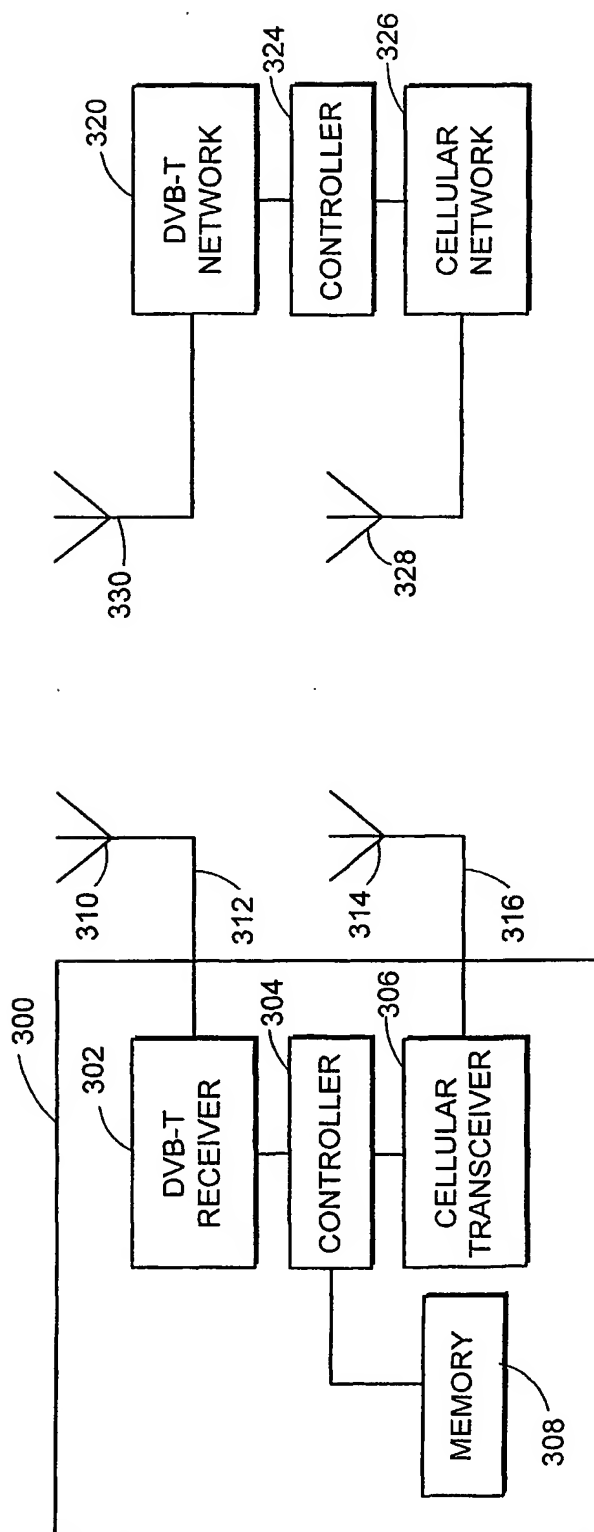 300
302
DVB-T
RECEIVER
310
312
304
CONTROLLER
306
CELLULAR
TRANSCEIVER
314
316
MEMORY
308
320
DVB-T
NETWORK
330
324
CONTROLLER
326
CELLULAR
NETWORK
328